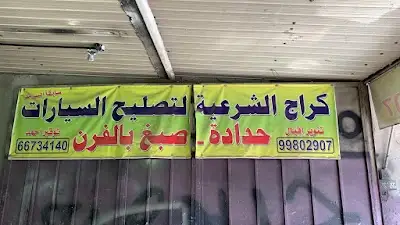 كراج الشرعية لتصليح السيارات
حدادة - صبغ بالفرن
99802907
66734140